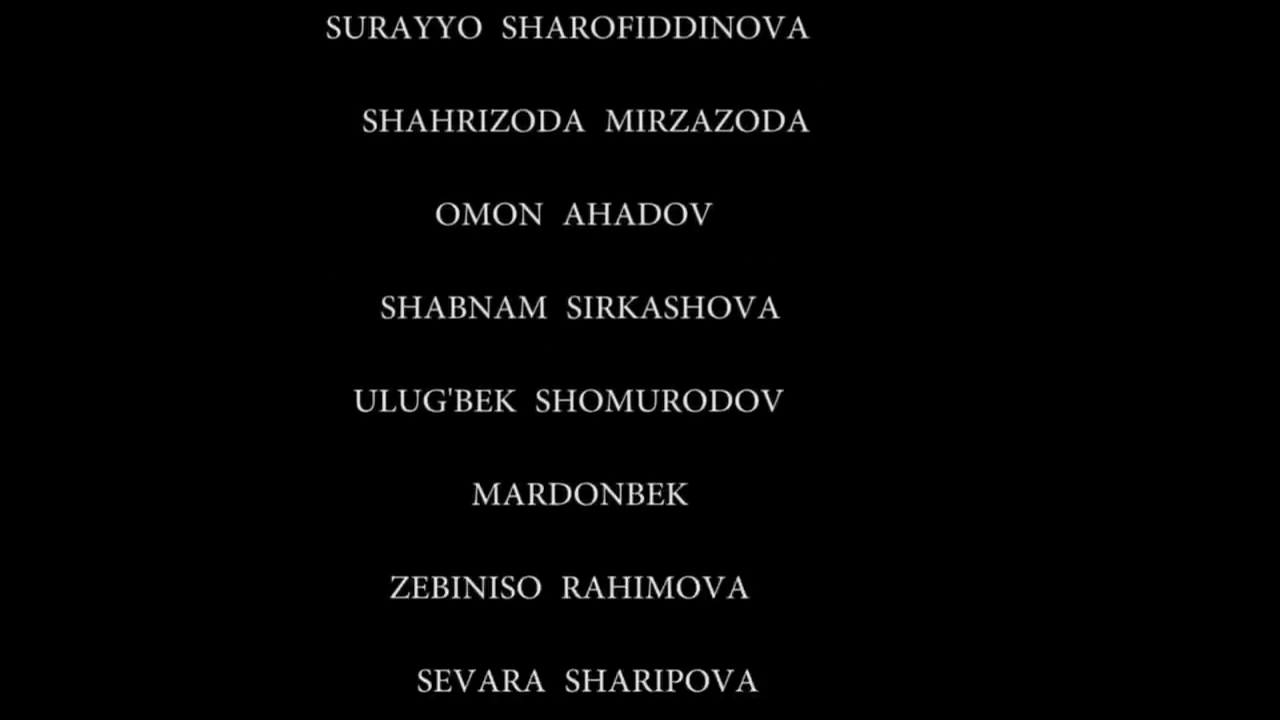 SURAYYO SHAROFIDDINOVA
SHAHRIZODA MIRZAZODA
OMON AHADOV
SHABNAM SIRKASHOVA
ULUG'BEK SHOMURODOV
MARDONBEK
ZEBINISO RAHIMOVA
SEVARA SHARIPOVA